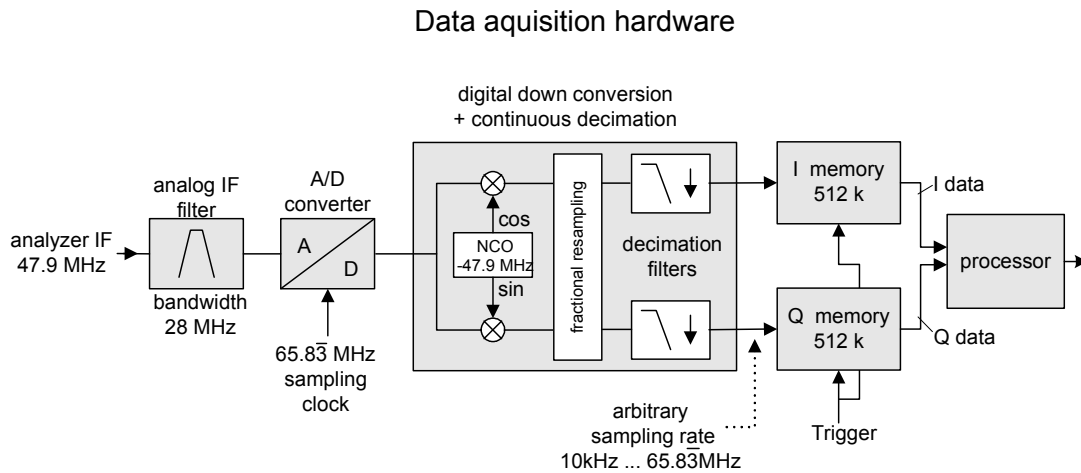 Data aquisition hardware
digital down conversion
+ continuous decimation
analog IF
filter
A/D
converter
analyzer IF
47.9 MHz
bandwidth
28 MHz
A
D
65.83̅ MHz
sampling
clock
cos
NCO
-47.9 MHz
sin
fractional resampling
decimation
filters
I memory
512 k
Q memory
512 k
I data
Q data
processor
arbitrary
sampling rate
10kHz ... 65.83̅MHz
Trigger